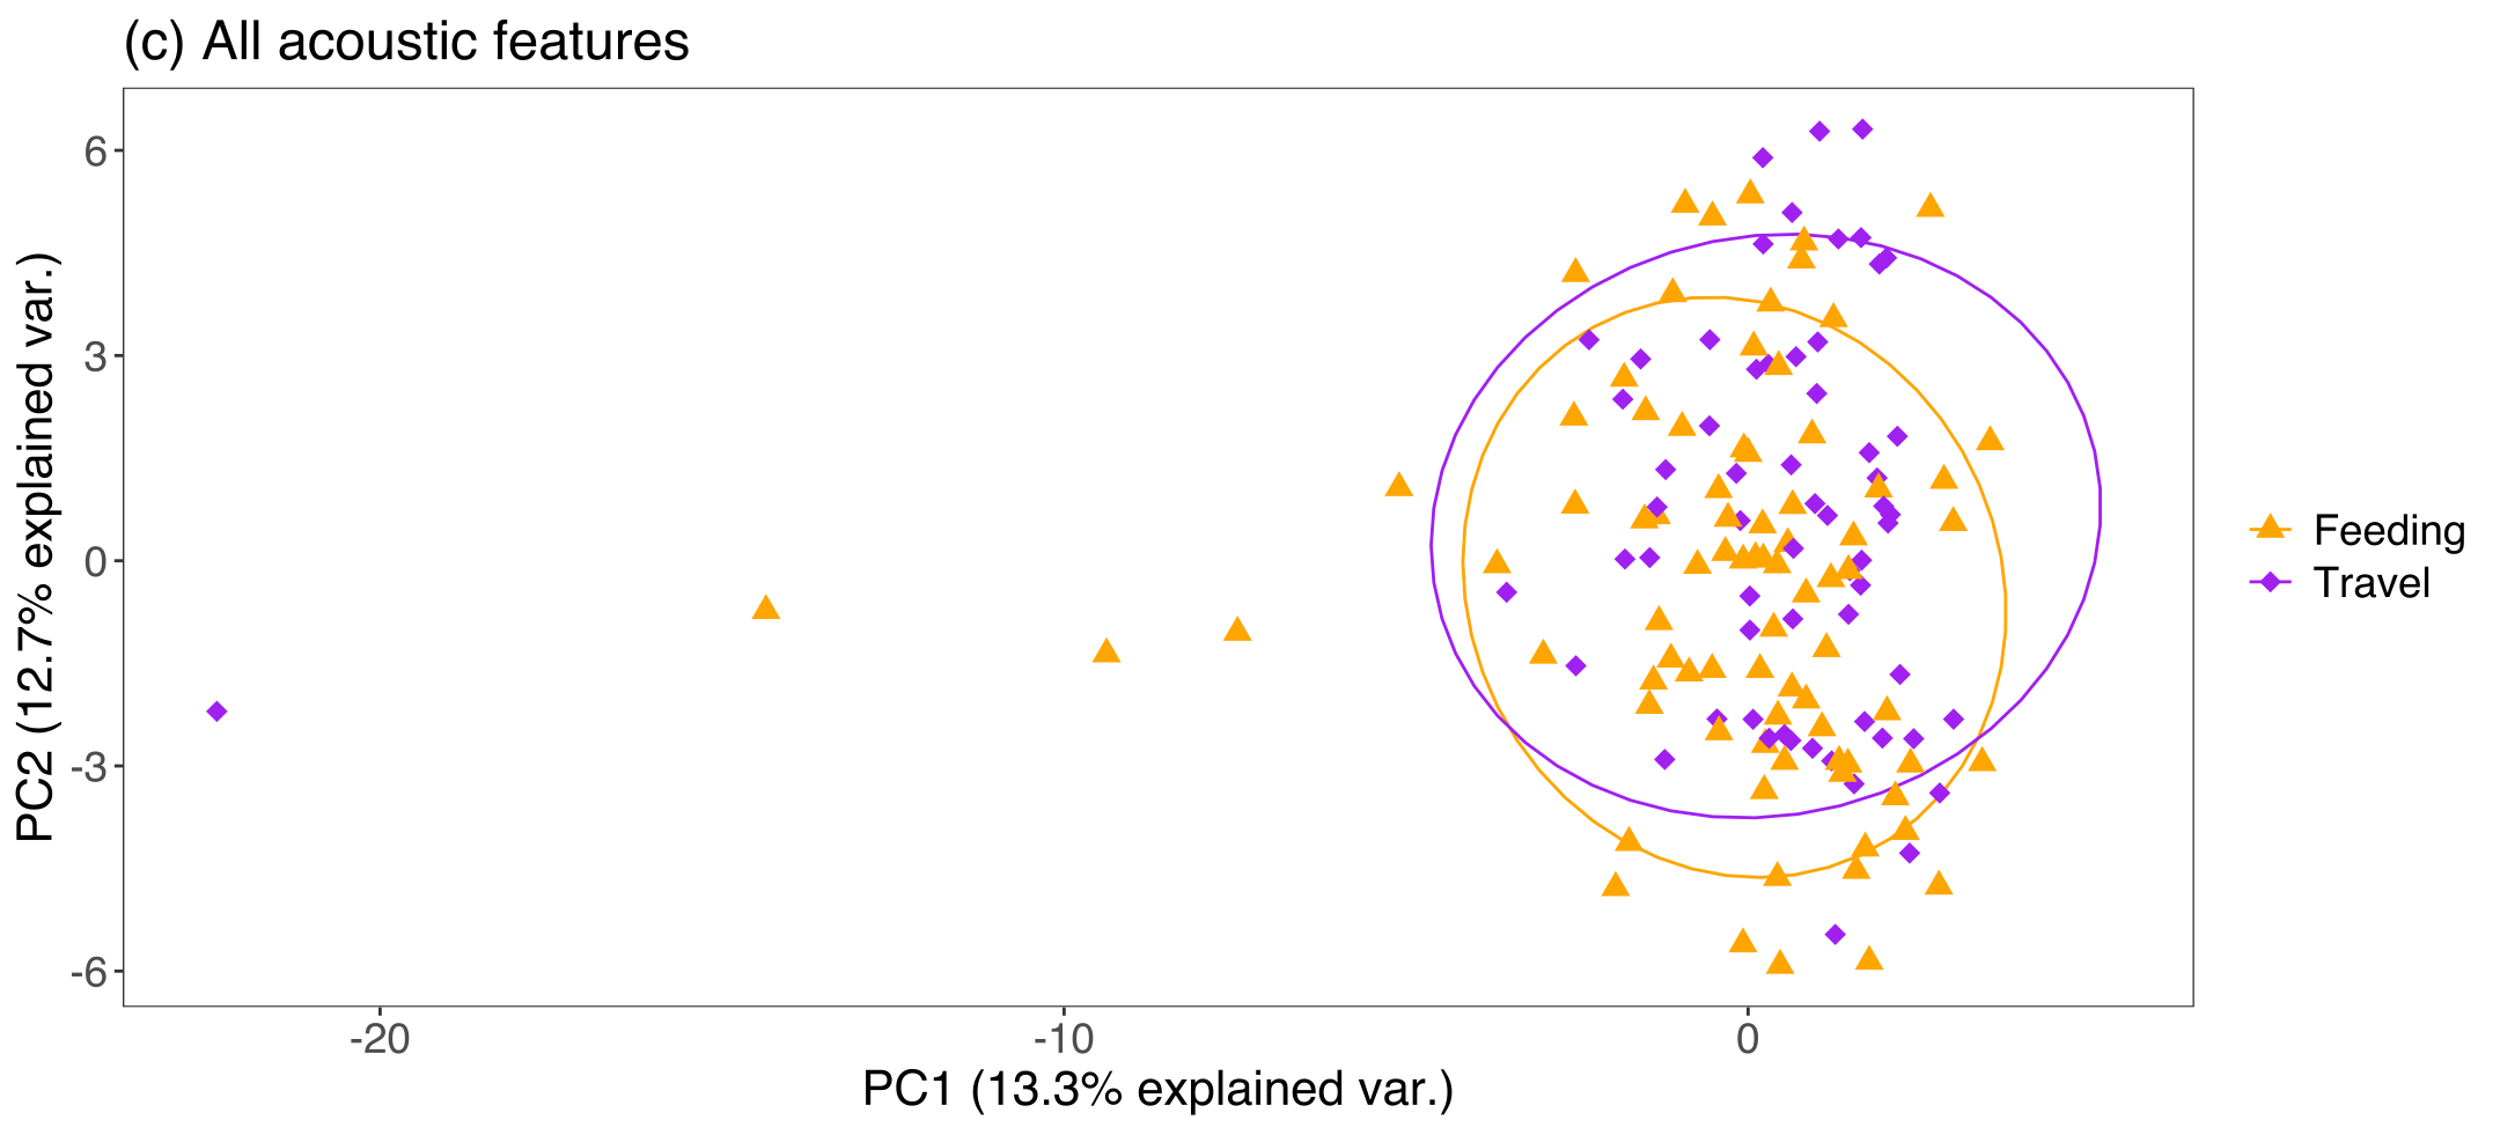 (c) All acoustic features
PC2 (12.7% explained var.)
6
3
0
-3
-6
-20
-10
0
PC1 (13.3% explained var.)
Feeding
Travel